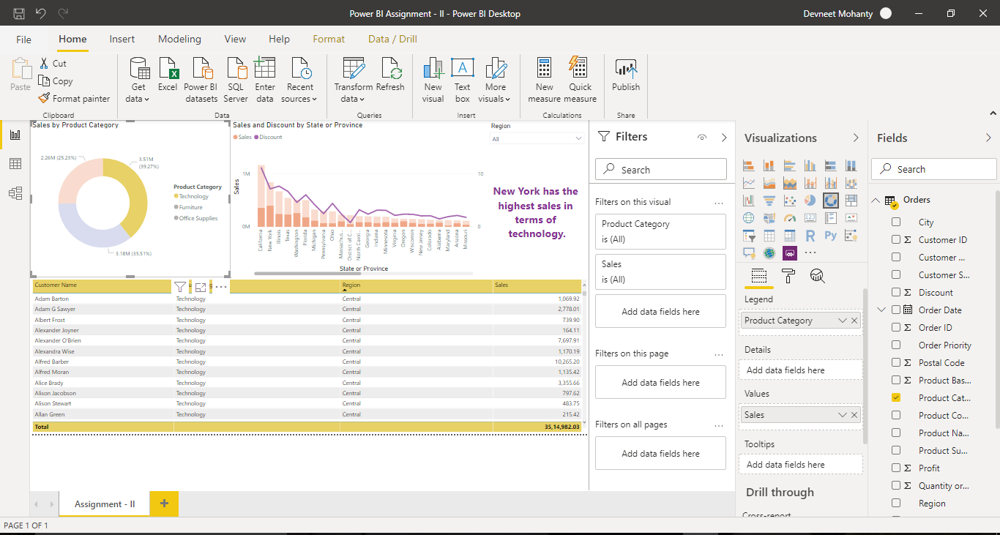 Power BI Assignment - II - Power BI Desktop
Devneet Mohanty
File Home Insert Modeling View Help Format Data / Drill
Paste
Cut
Copy
Format painter
Clipboard
Get data
Excel
Power BI datasets
SQL Server
Enter data
Recent sources
Data
Transform data
Refresh
Queries
New visual
Text box
More visuals
Insert
New measure
Quick measure
Calculations
Publish
Share
Sales by Product Category
2.26M (25.23%)
3.51M
(39.27%)
3.18M (35.51%)
Product Category
Technology
Furniture
Office Supplies
Sales and Discount by State or Province
Sales Discount
Sales
1M
0M
10
0
California
New York
Illinois
Texas
Washington
Florida
Michigan
Pennsylvania
Ohio
Massachus...
District of C...
North Carol...
Georgia
Indiana
Minnesota
Virginia
Oregon
Wisconsin
New Jersey
Colorado
Alabama
Maryland
Arizona
Missouri
State or Province
Region
All
New York has the
highest sales in
terms of
technology.
Customer Name Region Sales
Adam Barton Technology Central 1,069.92
Adam G Sawyer Technology Central 2,778.01
Albert Frost Technology Central 739.90
Alexander Joyner Technology Central 164.11
Alexander O'Brien Technology Central 7,697.91
Alexandra Wise Technology Central 1,170.19
Alfred Barber Technology Central 10,265.20
Alfred Moran Technology Central 1,135.42
Alice Brady Technology Central 3,355.66
Alison Jacobson Technology Central 797.62
Alison Stewart Technology Central 483.75
Allan Green Technology Central 215.42
Total 35,14,982.03
Filters
Search
Filters on this visual ...
Product Category
is (All)
Sales
is (All)
Add data fields here
Filters on this page ...
Add data fields here
Filters on all pages ...
Add data fields here
Visualizations
R
Py
...
Legend
Product Category
Details
Add data fields here
Values
Sales
Tooltips
Add data fields here
Drill through
Cross-report
Fields
Search
Orders
City
Σ Customer ID
Customer ...
Customer S...
Σ Discount
Order Date
Σ Order ID
Order Priority
Σ Postal Code
Σ Product Bas...
Product Cat...
Product Co...
Product Na...
Product Su...
Σ Profit
Σ Quantity or...
Region
Assignment - II
PAGE 1 OF 1